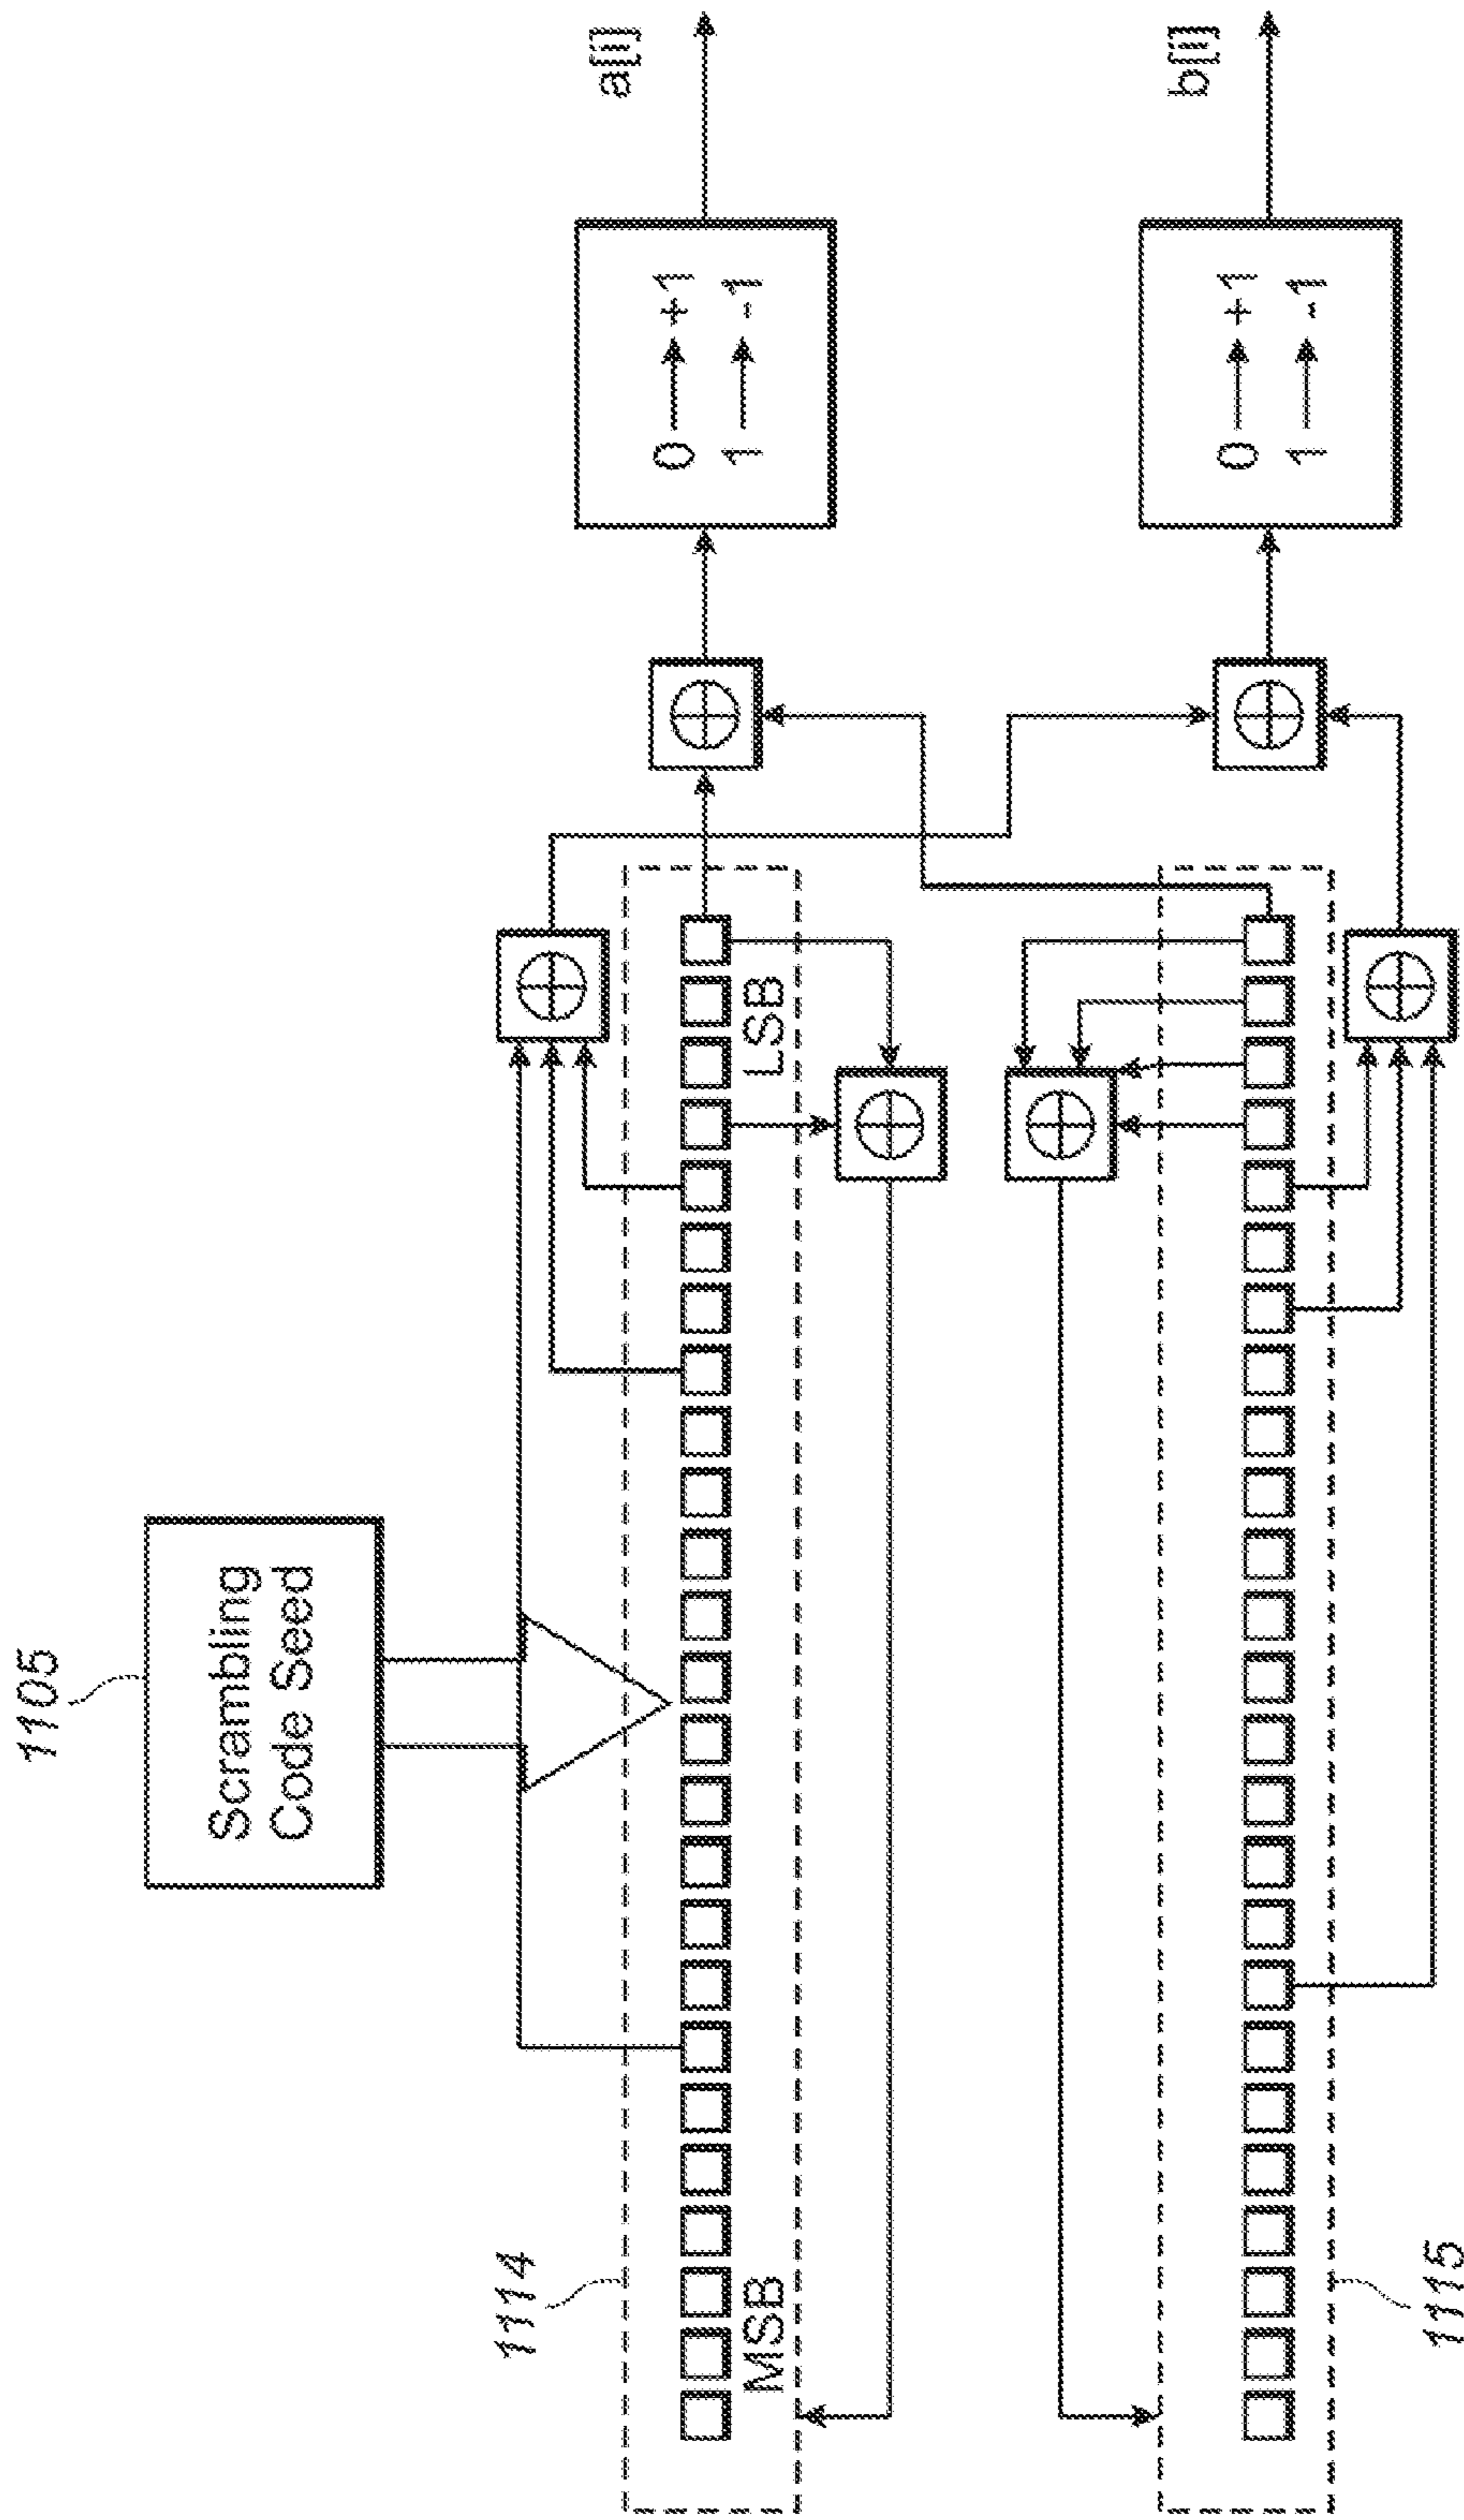 1105
Scrambling
Code Seed
1114
MSB
LSB
0 → +1
1 → -1
a[i]
0 → +1
1 → -1
b[i]
1115